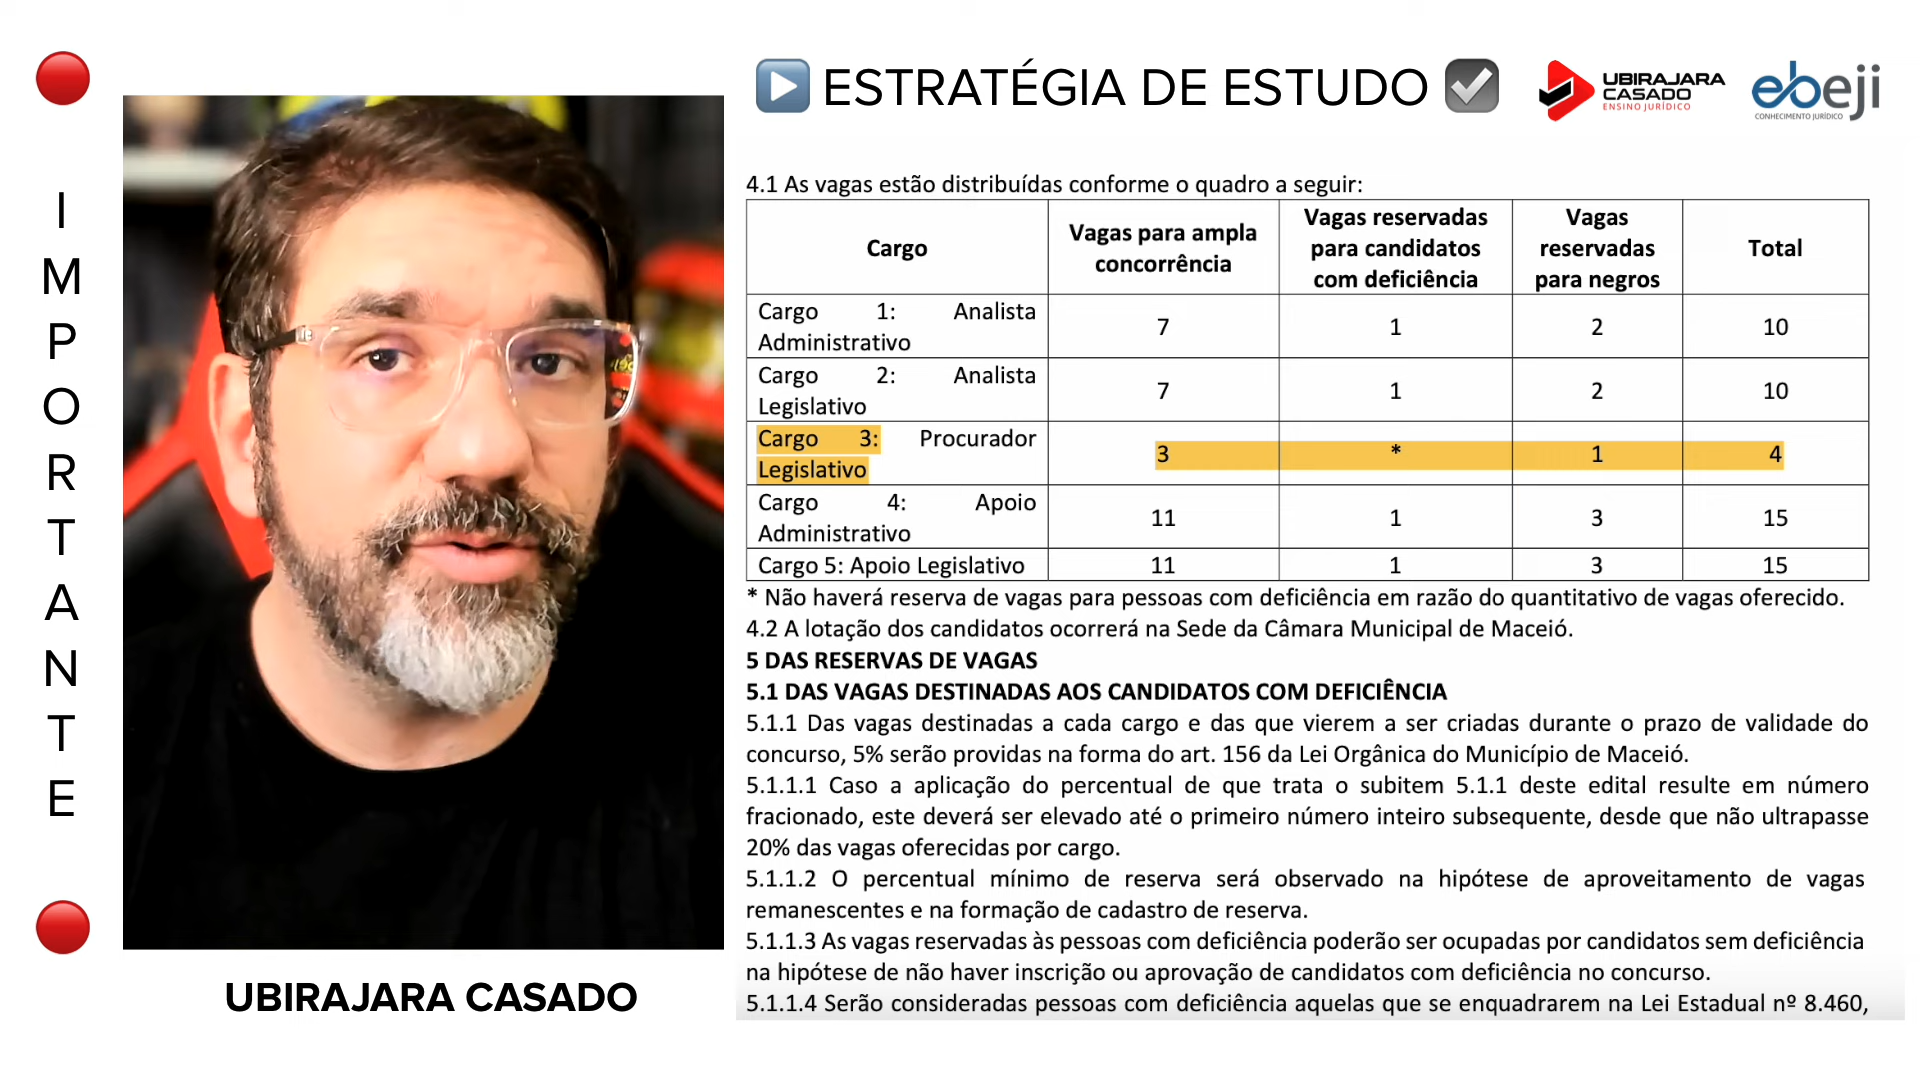 IMPORTANTE
UBIRAJARA CASADO
ESTRATÉGIA DE ESTUDO
UBIRAJARA
CASADO
ENSINO JURÍDICO
ebeji
CONHECIMENTO JURÍDICO
4.1 As vagas estão distribuídas conforme o quadro a seguir:
Cargo
Vagas para ampla
concorrência
Vagas reservadas
para candidatos
com deficiência
Vagas
reservadas
para negros
Total
Cargo 1: Analista
Administrativo
7 1 2 10
Cargo 2: Analista
Legislativo
7 1 2 10
Cargo 3: Procurador
Legislativo
3 * 1 4
Cargo 4: Apoio
Administrativo
11 1 3 15
Cargo 5: Apoio Legislativo 11 1 3 15
* Não haverá reserva de vagas para pessoas com deficiência em razão do quantitativo de vagas oferecido.
4.2 A lotação dos candidatos ocorrerá na Sede da Câmara Municipal de Maceió.
5 DAS RESERVAS DE VAGAS
5.1 DAS VAGAS DESTINADAS AOS CANDIDATOS COM DEFICIÊNCIA
5.1.1 Das vagas destinadas a cada cargo e das que vierem a ser criadas durante o prazo de validade do
concurso, 5% serão providas na forma do art. 156 da Lei Orgânica do Município de Maceió.
5.1.1.1 Caso a aplicação do percentual de que trata o subitem 5.1.1 deste edital resulte em número
fracionado, este deverá ser elevado até o primeiro número inteiro subsequente, desde que não ultrapasse
20% das vagas oferecidas por cargo.
5.1.1.2 O percentual mínimo de reserva será observado na hipótese de aproveitamento de vagas
remanescentes e na formação de cadastro de reserva.
5.1.1.3 As vagas reservadas às pessoas com deficiência poderão ser ocupadas por candidatos sem deficiência
na hipótese de não haver inscrição ou aprovação de candidatos com deficiência no concurso.
5.1.1.4 Serão consideradas pessoas com deficiência aquelas que se enquadrarem na Lei Estadual nº 8.460,